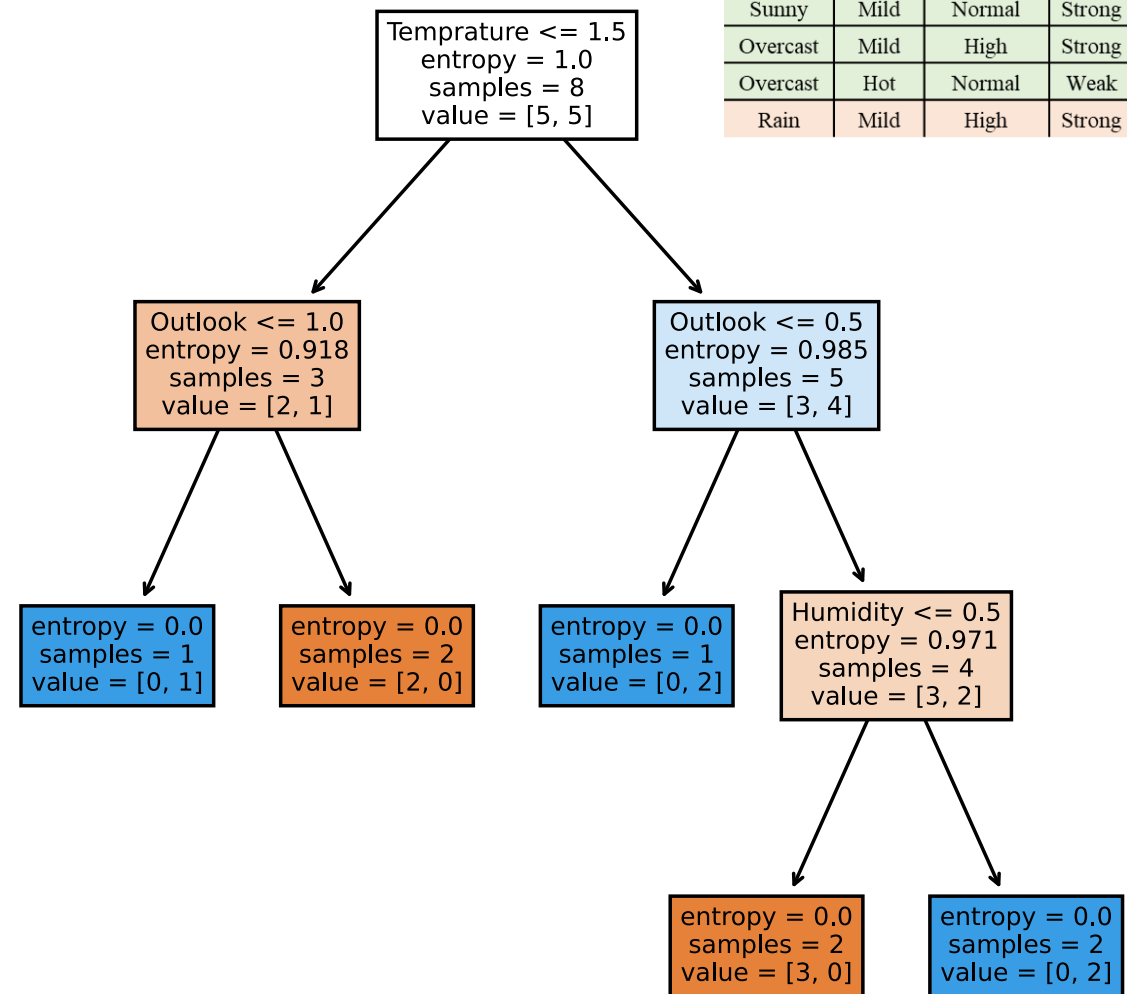 Sunny Mild Normal Strong
Overcast Mild High Strong
Overcast Hot Normal Weak
Rain Mild High Strong
Temprature <= 1.5
entropy = 1.0
samples = 8
value = [5, 5]
Outlook <= 1.0
entropy = 0.918
samples = 3
value = [2, 1]
Outlook <= 0.5
entropy = 0.985
samples = 5
value = [3, 4]
entropy = 0.0
samples = 1
value = [0, 1]
entropy = 0.0
samples = 2
value = [2, 0]
entropy = 0.0
samples = 1
value = [0, 2]
Humidity <= 0.5
entropy = 0.971
samples = 4
value = [3, 2]
entropy = 0.0
samples = 2
value = [3, 0]
entropy = 0.0
samples = 2
value = [0, 2]